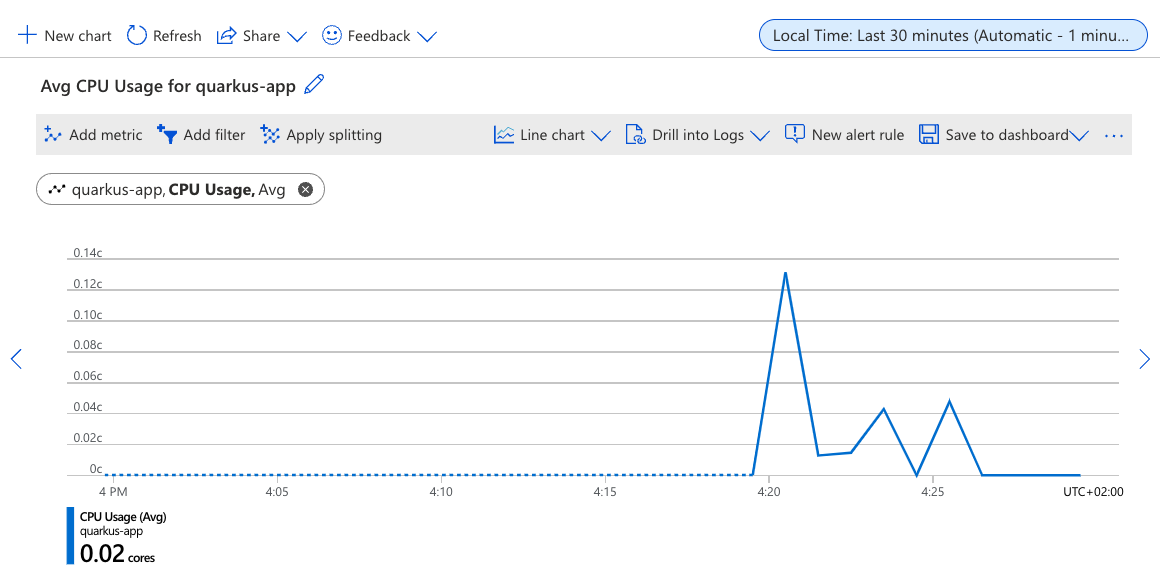 New chart Refresh Share Feedback Local Time: Last 30 minutes (Automatic - 1 minu...
Avg CPU Usage for quarkus-app
Add metric Add filter Apply splitting Line chart Drill into Logs New alert rule Save to dashboard ...
quarkus-app, CPU Usage, Avg
0.14c
0.12c
0.10c
0.08c
0.06c
0.04c
0.02c
0c
4 PM 4:05 4:10 4:15 4:20 4:25 UTC+02:00
CPU Usage (Avg)
quarkus-app
0.02 cores